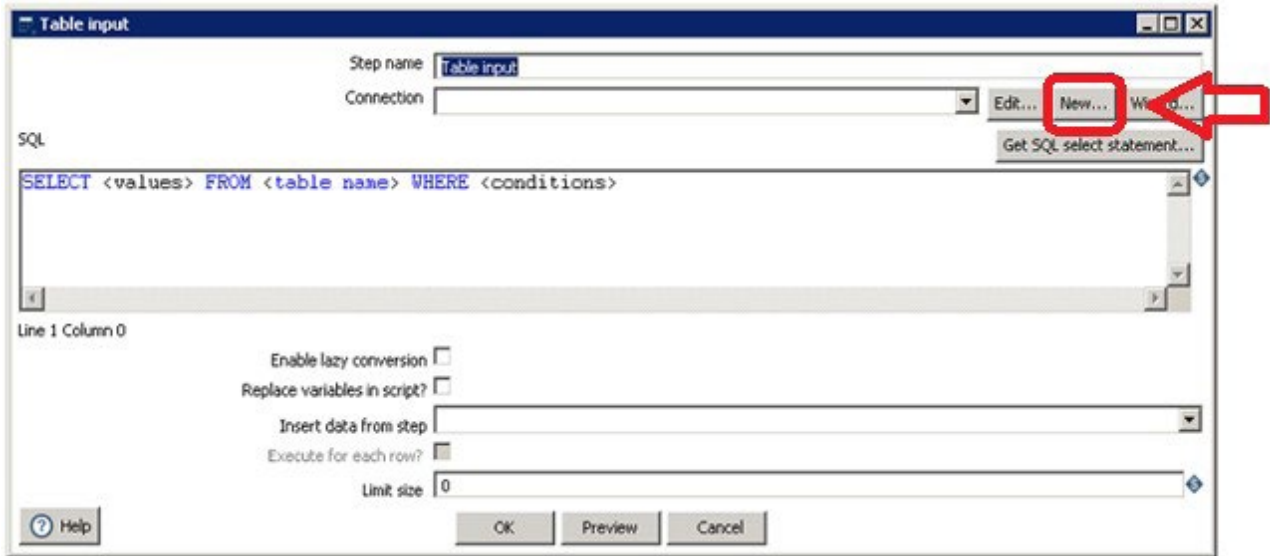 Table input
Step name Table input
Connection Edit... New... Wizard...
SQL Get SQL select statement...
SELECT <values> FROM <table name> WHERE <conditions>
Line 1 Column 0
Enable lazy conversion
Replace variables in script?
Insert data from step
Execute for each row?
Limit size 0
Help OK Preview Cancel